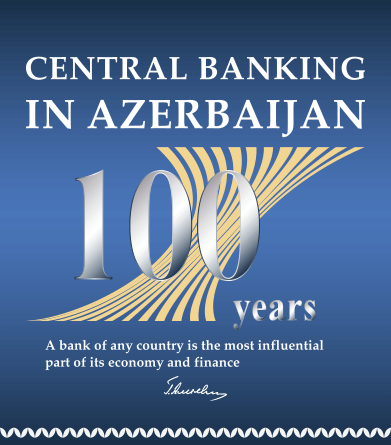 CENTRAL BANKING
IN AZERBAIJAN
100
years
A bank of any country is the most influential
part of its economy and finance